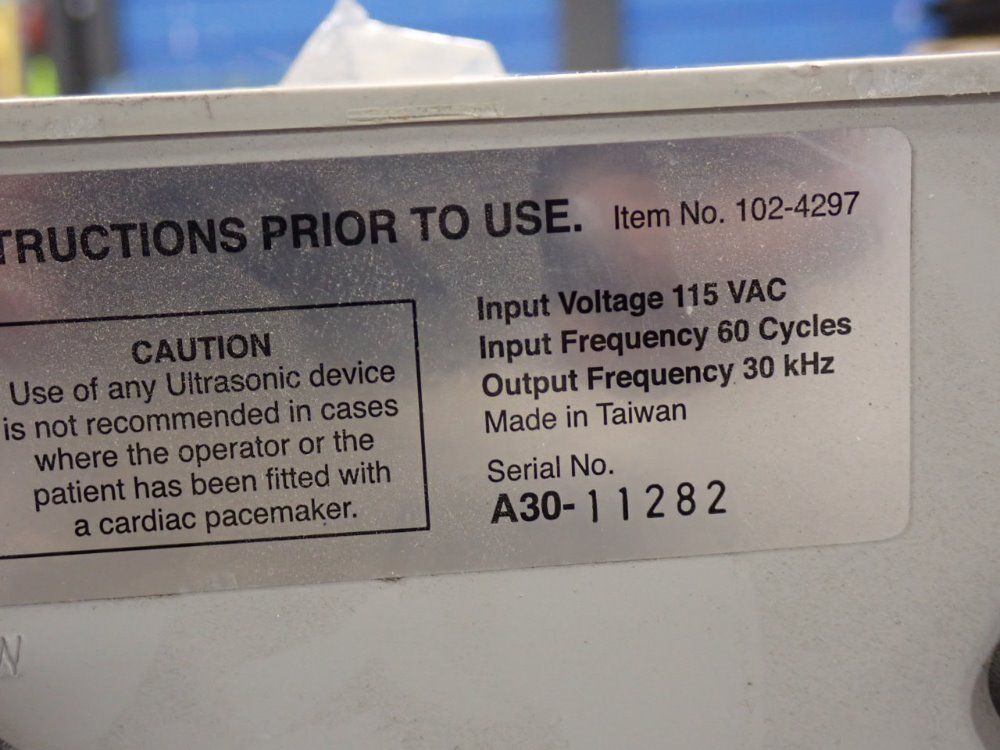 TRUCTIONS PRIOR TO USE. Item No. 102-4297
CAUTION
Use of any Ultrasonic device
is not recommended in cases
where the operator or the
patient has been fitted with
a cardiac pacemaker.
Input Voltage 115 VAC
Input Frequency 60 Cycles
Output Frequency 30 kHz
Made in Taiwan
Serial No.
A30-11282
W